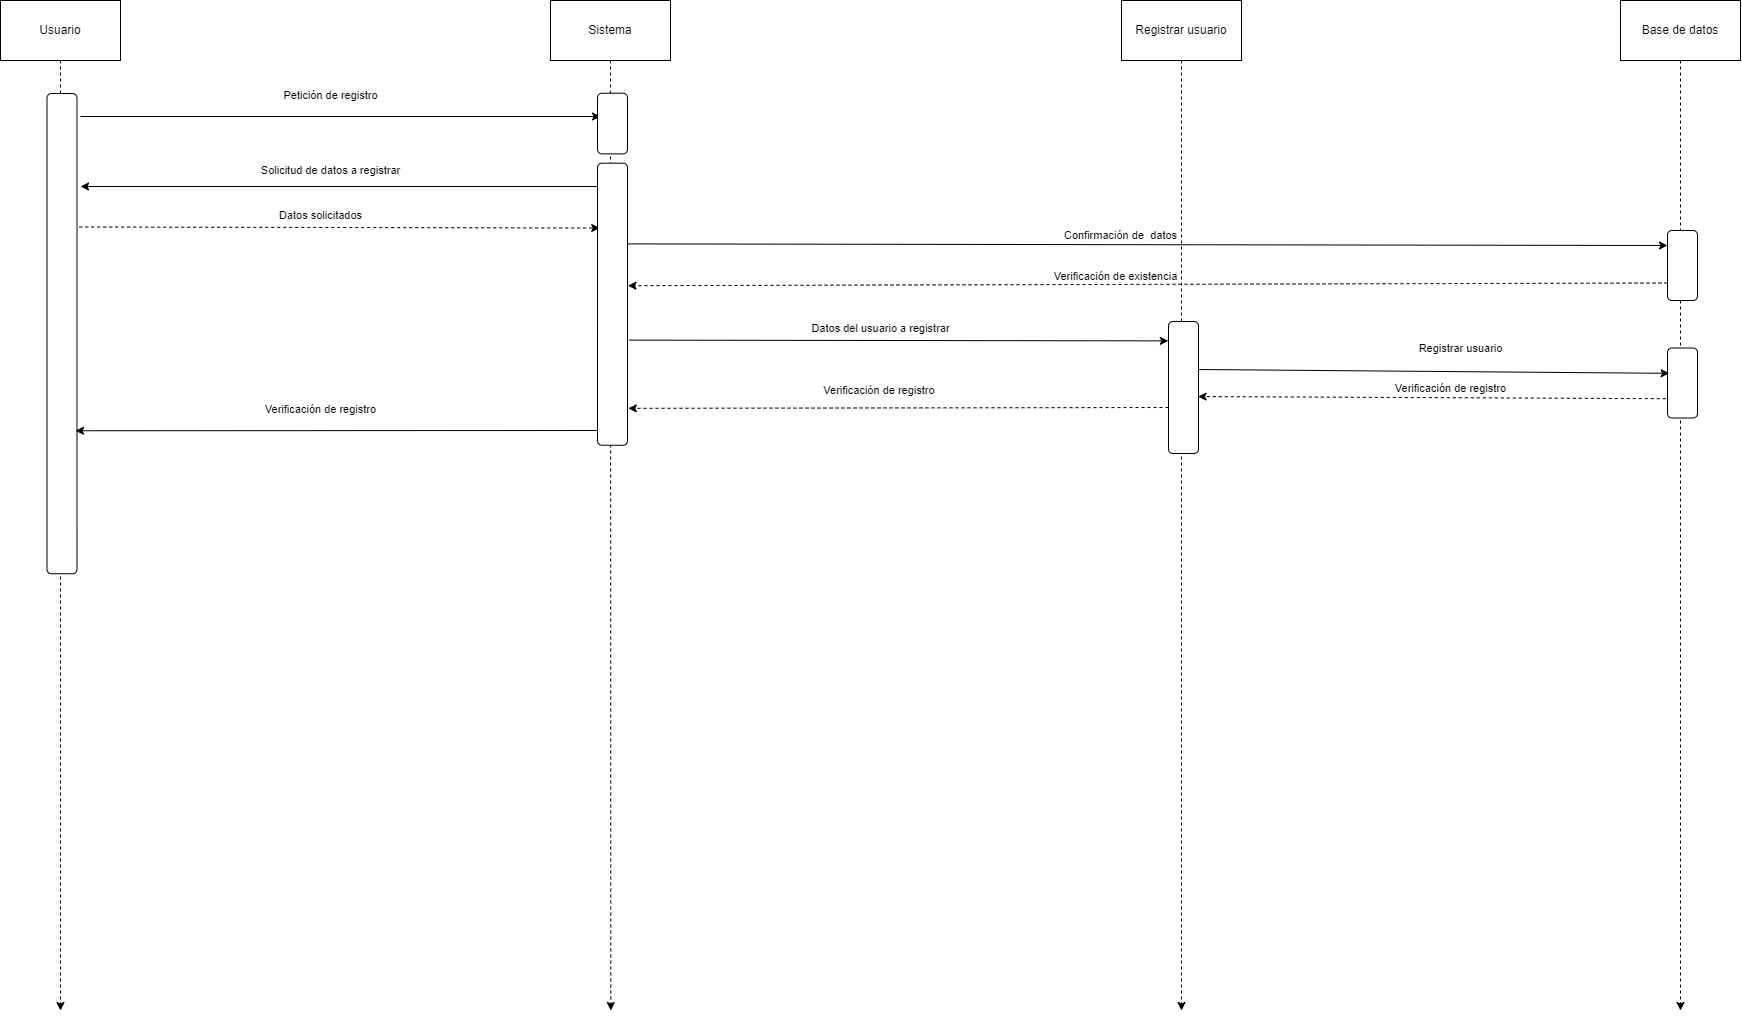 Usuario
Sistema
Registrar usuario
Base de datos
Petición de registro
Solicitud de datos a registrar
Datos solicitados
Confirmación de  datos
Verificación de existencia
Datos del usuario a registrar
Registrar usuario
Verificación de registro
Verificación de registro
Verificación de registro